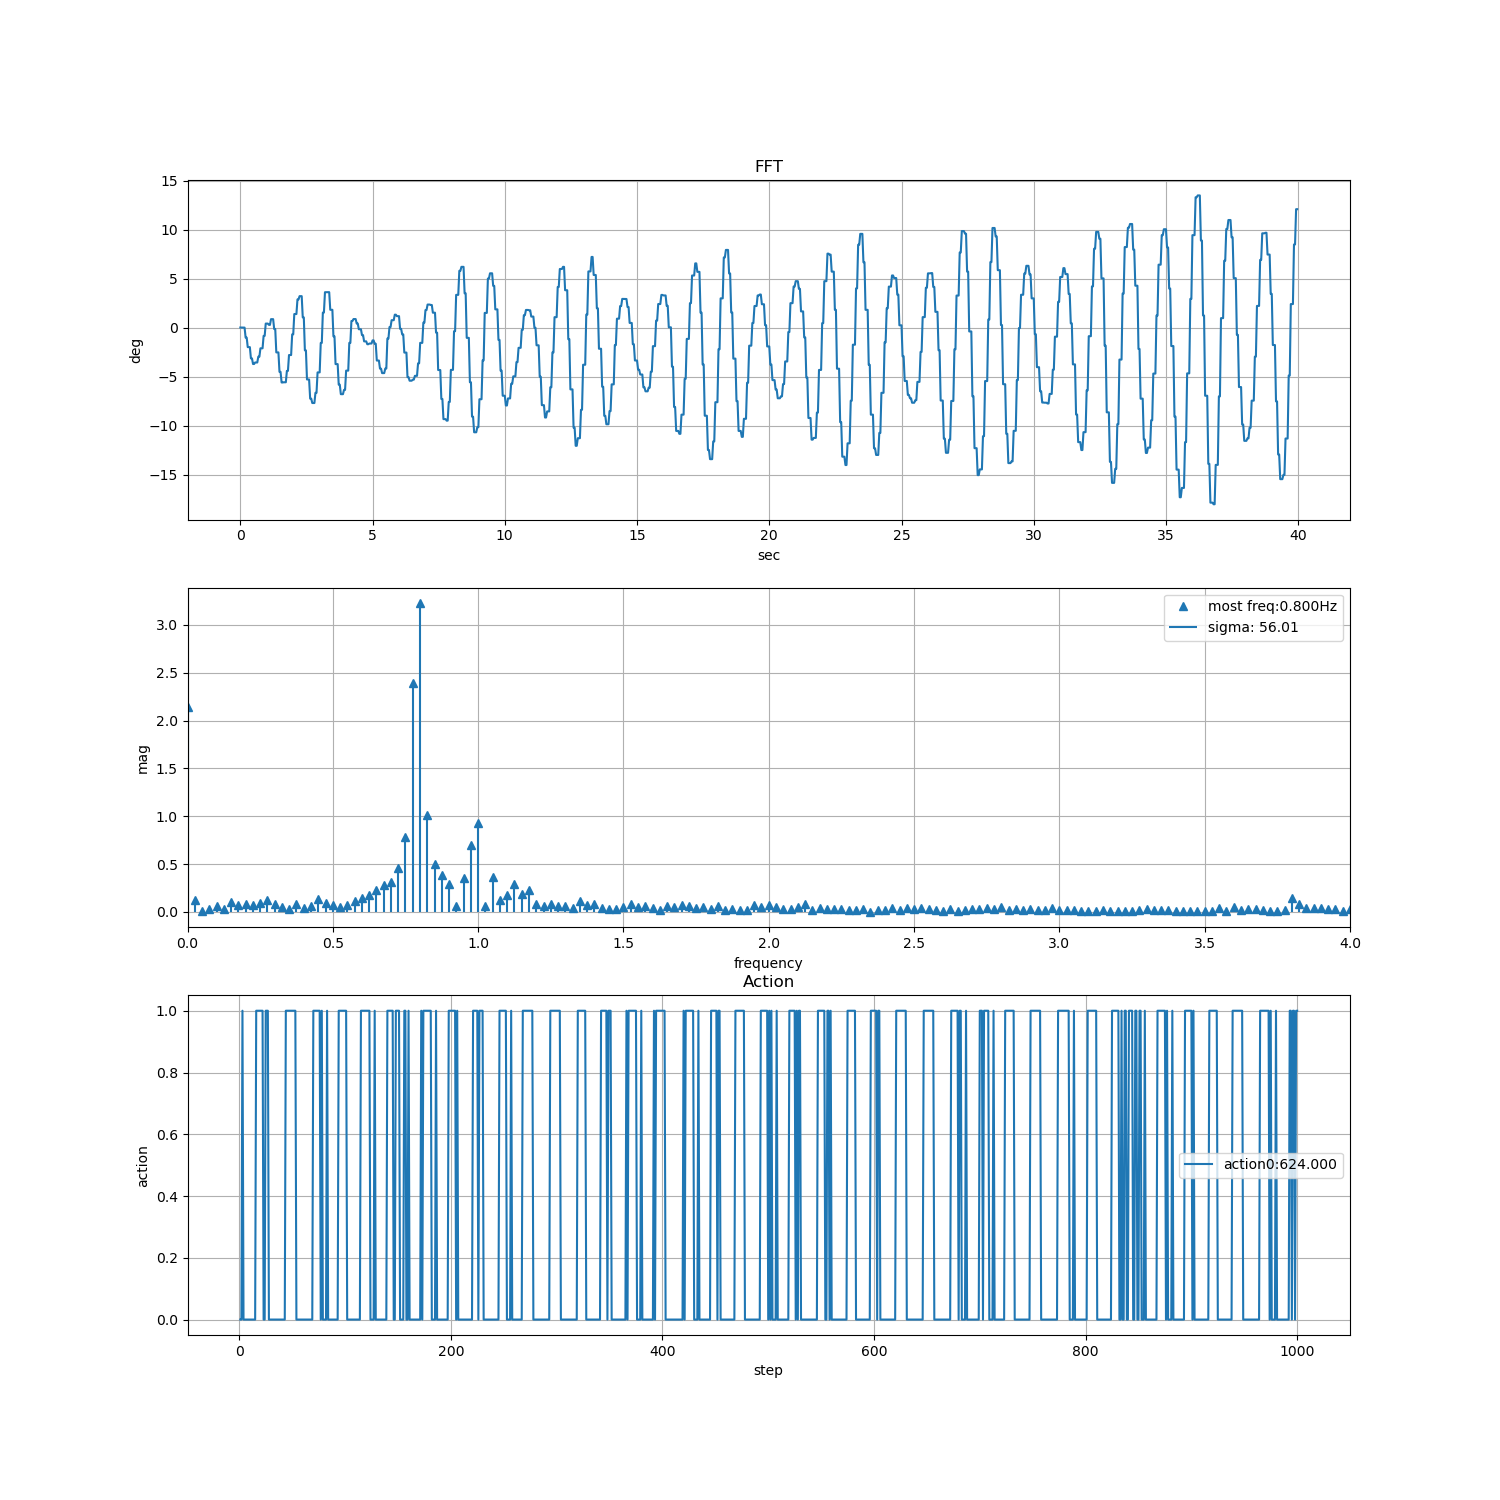 FFT
15
10
5
0
−5
−10
−15
deg
0 5 10 15 20 25 30 35 40
sec
3.0
2.5
2.0
1.5
1.0
0.5
0.0
mag
most freq:0.800Hz
sigma: 56.01
0.0 0.5 1.0 1.5 2.0 2.5 3.0 3.5 4.0
frequency
Action
1.0
0.8
0.6
0.4
0.2
0.0
action
action0:624.000
0 200 400 600 800 1000
step